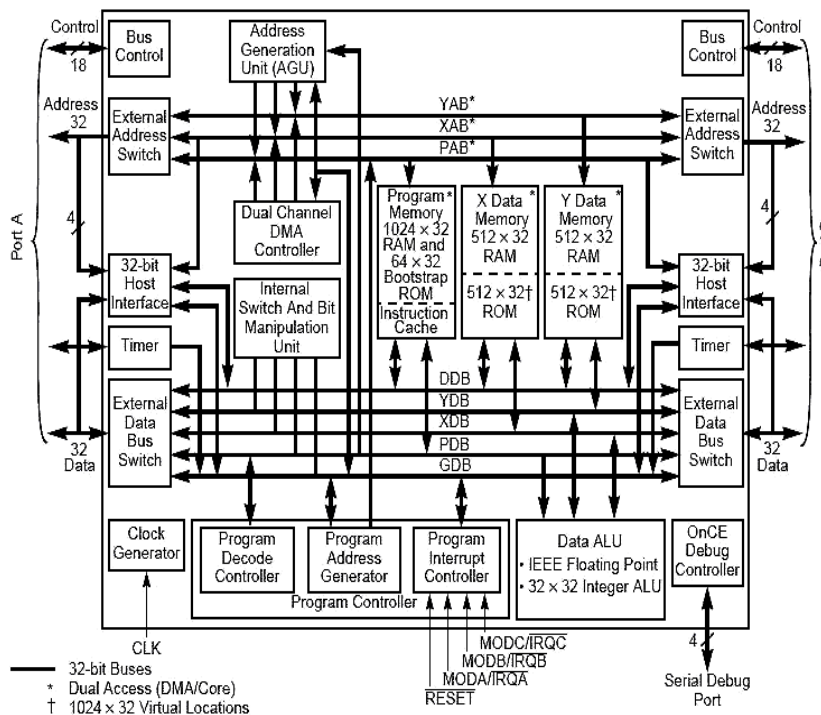 Control
18
Bus
Control
Address
Generation
Unit (AGU)
Bus
Control
Control
18
Address
32
External
Address
Switch
YAB*
XAB*
PAB*
External
Address
Switch
Address
32
4
Port A
Dual Channel
DMA
Controller
Program *
Memory
1024 × 32
RAM and
64 × 32
Bootstrap
ROM
Instruction
Cache
X Data *
Memory
512 × 32
RAM
512 × 32†
ROM
Y Data *
Memory
512 × 32
RAM
512 × 32†
ROM
4
32-bit
Host
Interface
Internal
Switch And Bit
Manipulation
Unit
32-bit
Host
Interface
Timer
Timer
External
Data
Bus
Switch
DDB
YDB
XDB
PDB
GDB
External
Data
Bus
Switch
32
Data
32
Data
Clock
Generator
Program
Decode
Controller
Program
Address
Generator
Program
Interrupt
Controller
Program Controller
Data ALU
• IEEE Floating Point
• 32 × 32 Integer ALU
OnCE
Debug
Controller
CLK
MODC/IRQC
MODB/IRQB
MODA/IRQA
RESET
4
Serial Debug
Port
32-bit Buses
* Dual Access (DMA/Core)
† 1024 × 32 Virtual Locations